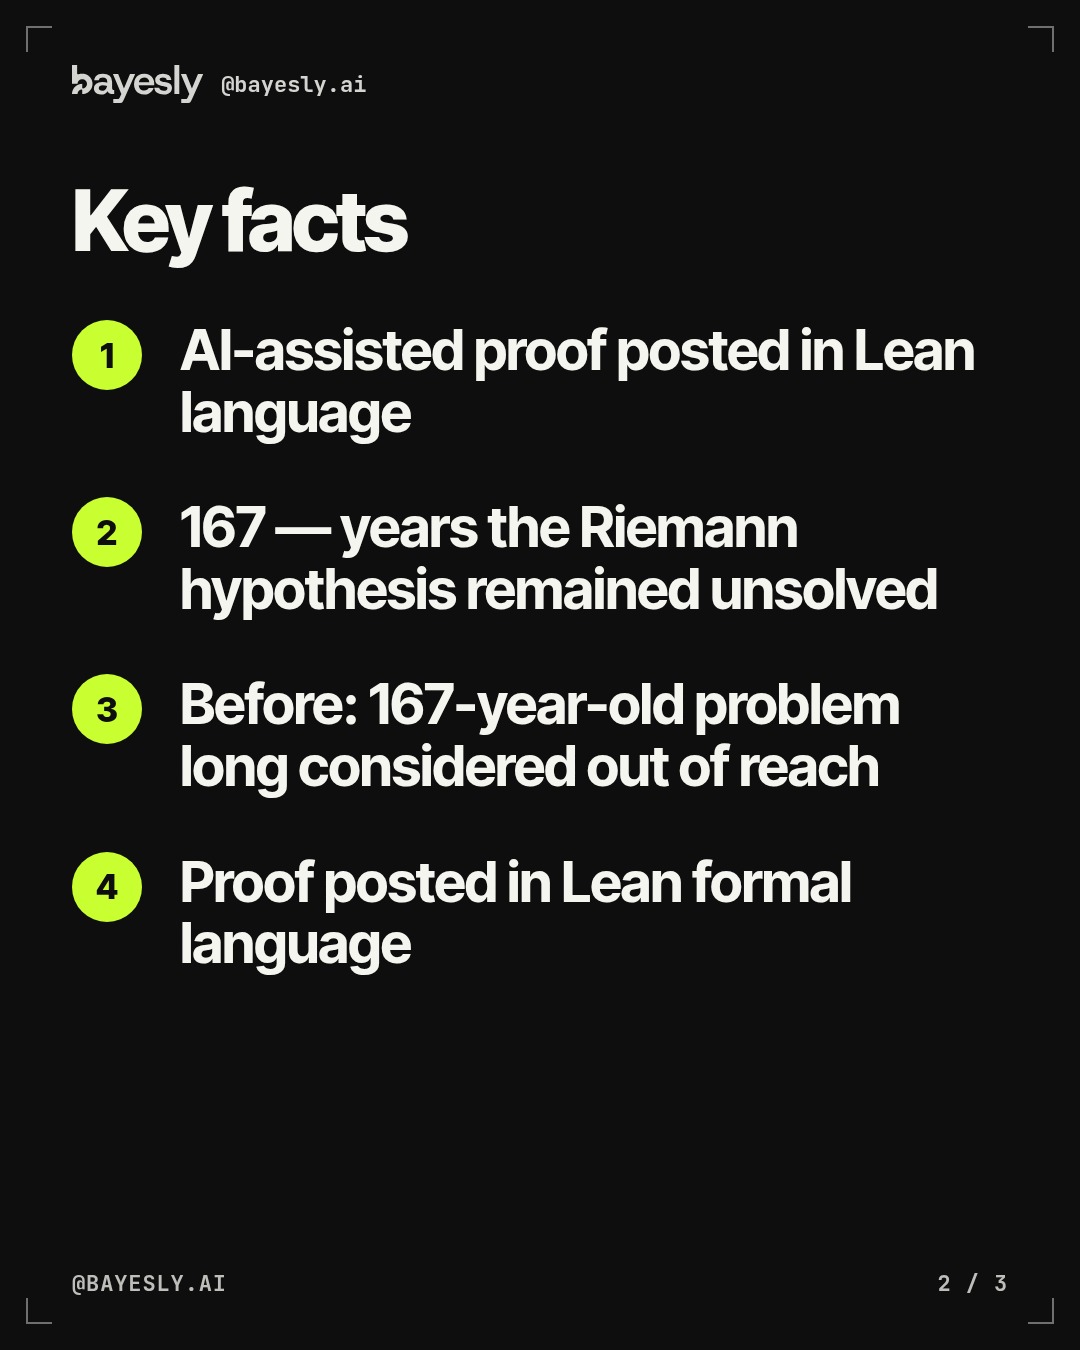 bayesly @bayesly.ai
Key facts
1 AI-assisted proof posted in Lean
language
2 167 — years the Riemann
hypothesis remained unsolved
3 Before: 167-year-old problem
long considered out of reach
4 Proof posted in Lean formal
language
@BAYESLY.AI 2 / 3